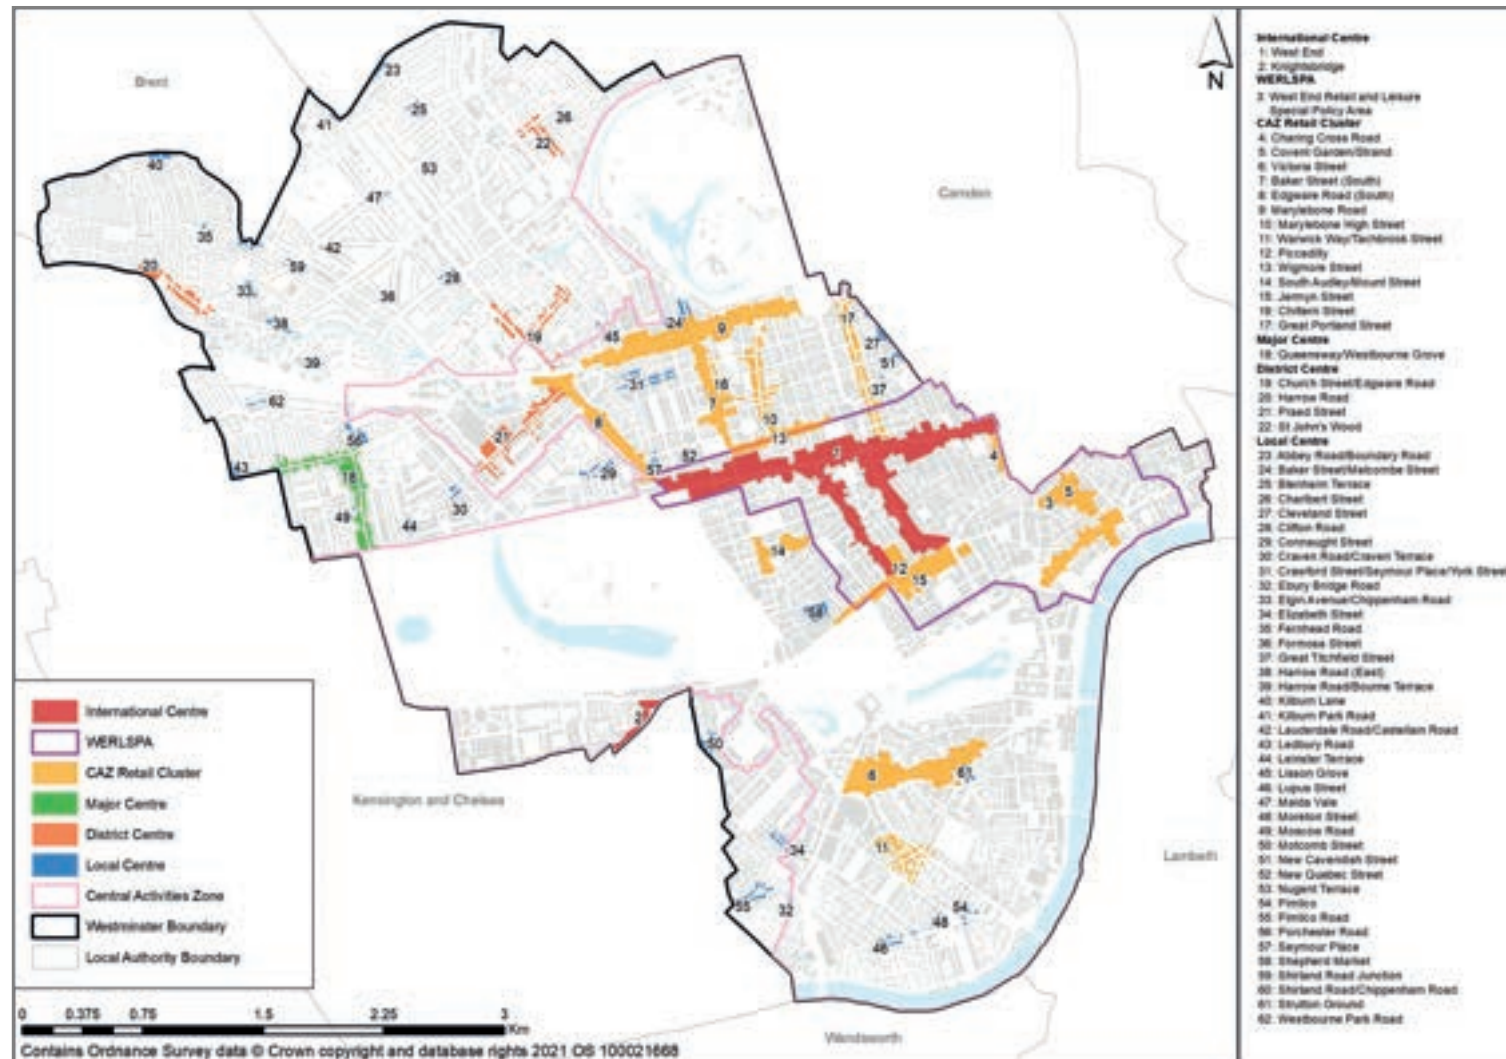 Brent
Camden
Kensington and Chelsea
Lambeth
Wandsworth
N
International Centre
WERLSPA
CAZ Retail Cluster
Major Centre
District Centre
Local Centre
Central Activities Zone
Westminster Boundary
Local Authority Boundary
0 0.375 0.75 1.5 2.25 3
Km
Contains Ordnance Survey data © Crown copyright and database rights 2021 OS 100021668
International Centre
1: West End
2: Knightsbridge
WERLSPA
3: West End Retail and Leisure
Special Policy Area
CAZ Retail Cluster
4: Charing Cross Road
5: Covent Garden/Strand
6: Victoria Street
7: Baker Street (South)
8: Edgware Road (South)
9: Marylebone Road
10: Marylebone High Street
11: Warwick Way/Tachbrook Street
12: Piccadilly
13: Wigmore Street
14: South Audley/Mount Street
15: Jermyn Street
16: Chiltern Street
17: Great Portland Street
Major Centre
18: Queensway/Westbourne Grove
District Centre
19: Church Street/Edgware Road
20: Harrow Road
21: Praed Street
22: St John's Wood
Local Centre
23: Abbey Road/Boundary Road
24: Baker Street/Melcombe Street
25: Blenheim Terrace
26: Charlbert Street
27: Cleveland Street
28: Clifton Road
29: Connaught Street
30: Craven Road/Craven Terrace
31: Crawford Street/Seymour Place/York Street
32: Ebury Bridge Road
33: Elgin Avenue/Chippenham Road
34: Elizabeth Street
35: Fernhead Road
36: Formosa Street
37: Great Titchfield Street
38: Harrow Road (East)
39: Harrow Road/Bourne Terrace
40: Kilburn Lane
41: Kilburn Park Road
42: Lauderdale Road/Castellain Road
43: Ledbury Road
44: Leinster Terrace
45: Lisson Grove
46: Lupus Street
47: Maida Vale
48: Moreton Street
49: Moscow Road
50: Motcomb Street
51: New Cavendish Street
52: New Quebec Street
53: Nugent Terrace
54: Pimlico
55: Pimlico Road
56: Porchester Road
57: Seymour Place
58: Shepherd Market
59: Shirland Road Junction
60: Shirland Road/Chippenham Road
61: Strutton Ground
62: Westbourne Park Road